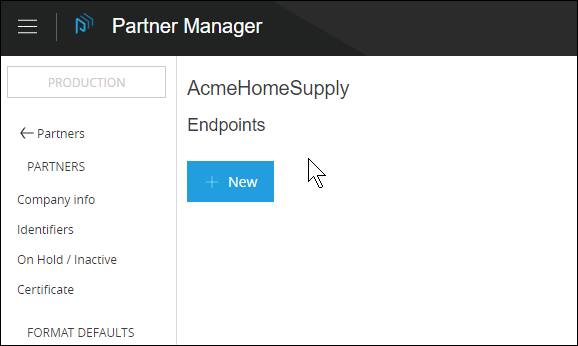 Partner Manager
PRODUCTION
Partners
PARTNERS
Company info
Identifiers
On Hold / Inactive
Certificate
FORMAT DEFAULTS
AcmeHomeSupply
Endpoints
New